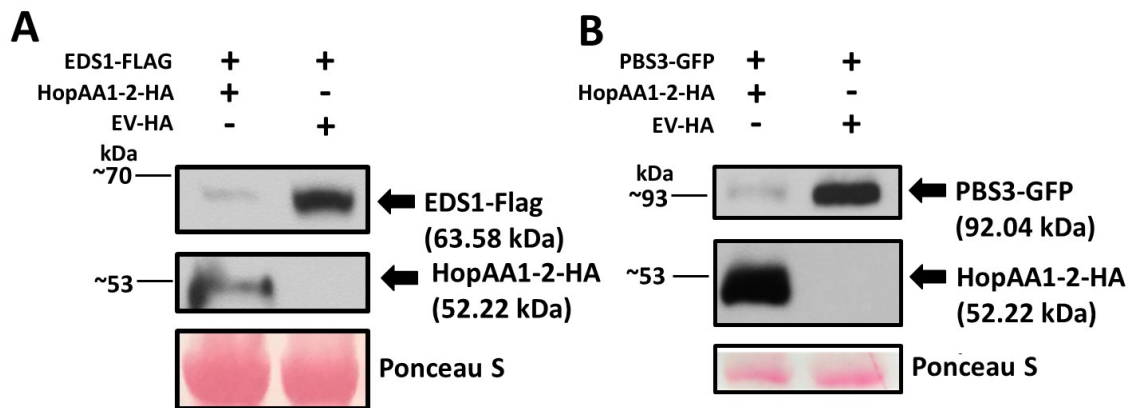 A
EDS1-FLAG + +
HopAA1-2-HA + -
EV-HA - +
kDa
~70
EDS1-Flag
(63.58 kDa)
~53
HopAA1-2-HA
(52.22 kDa)
Ponceau S
B
PBS3-GFP + +
HopAA1-2-HA + -
EV-HA - +
kDa
~93
PBS3-GFP
(92.04 kDa)
~53
HopAA1-2-HA
(52.22 kDa)
Ponceau S